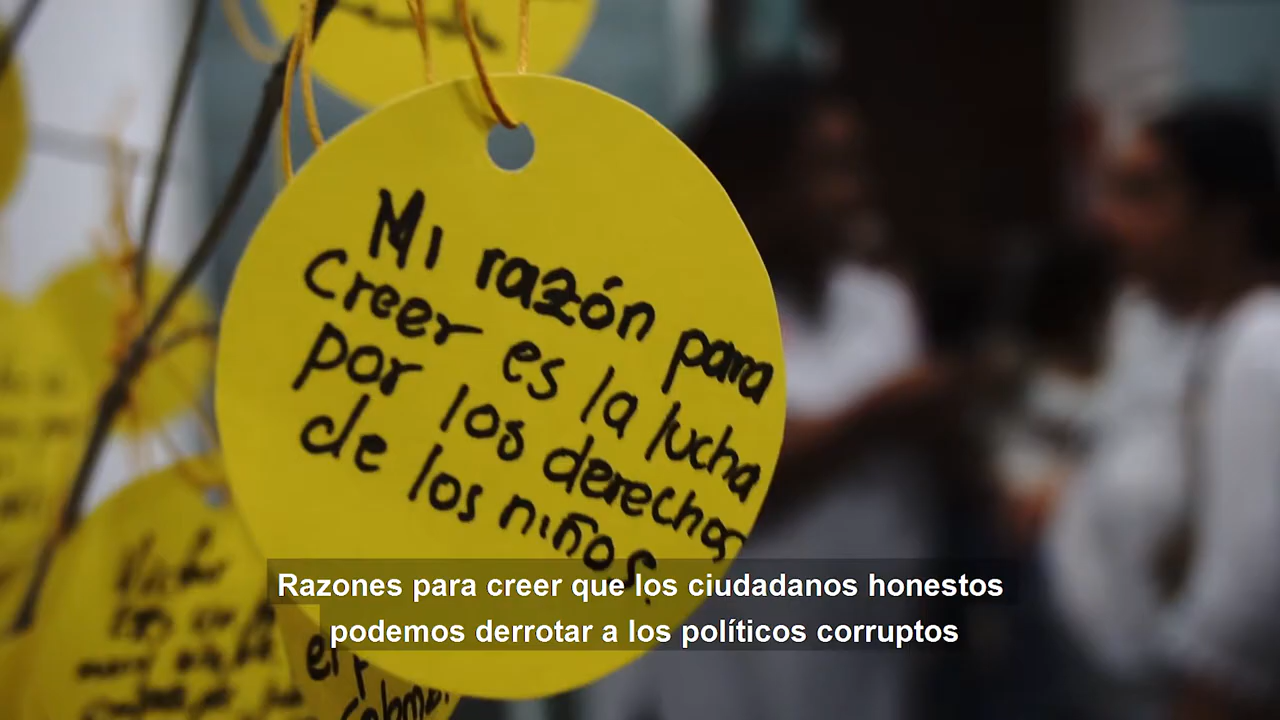 Mi razón para
Creer es la lucha
por los derechos
de los niños.
el
Razones para creer que los ciudadanos honestos
podemos derrotar a los políticos corruptos